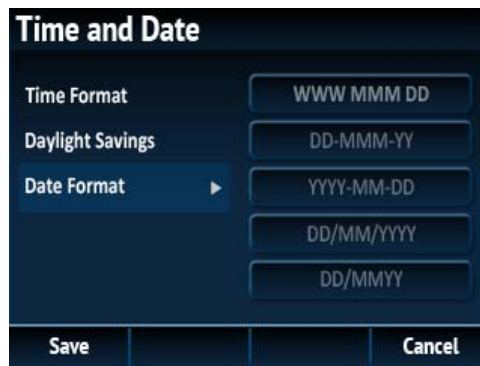 Time and Date
Time Format
WWW MMM DD
Daylight Savings
DD-MMM-YY
Date Format
YYYY-MM-DD
DD/MM/YYYY
DD/MMYY
Save
Cancel